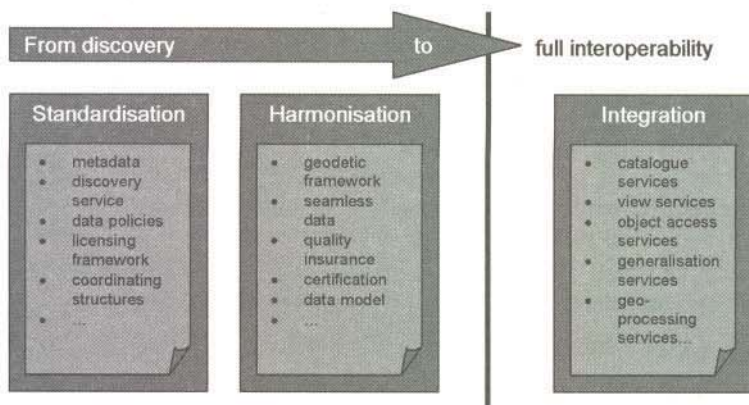 From discovery to full interoperability
Standardisation
• metadata
• discovery
service
• data policies
• licensing
framework
• coordinating
structures
• ...
Harmonisation
• geodetic
framework
• seamless
data
• quality
insurance
• certification
• data model
• ...
Integration
• catalogue
services
• view services
• object access
services
• generalisation
services
• geo-
processing
services...